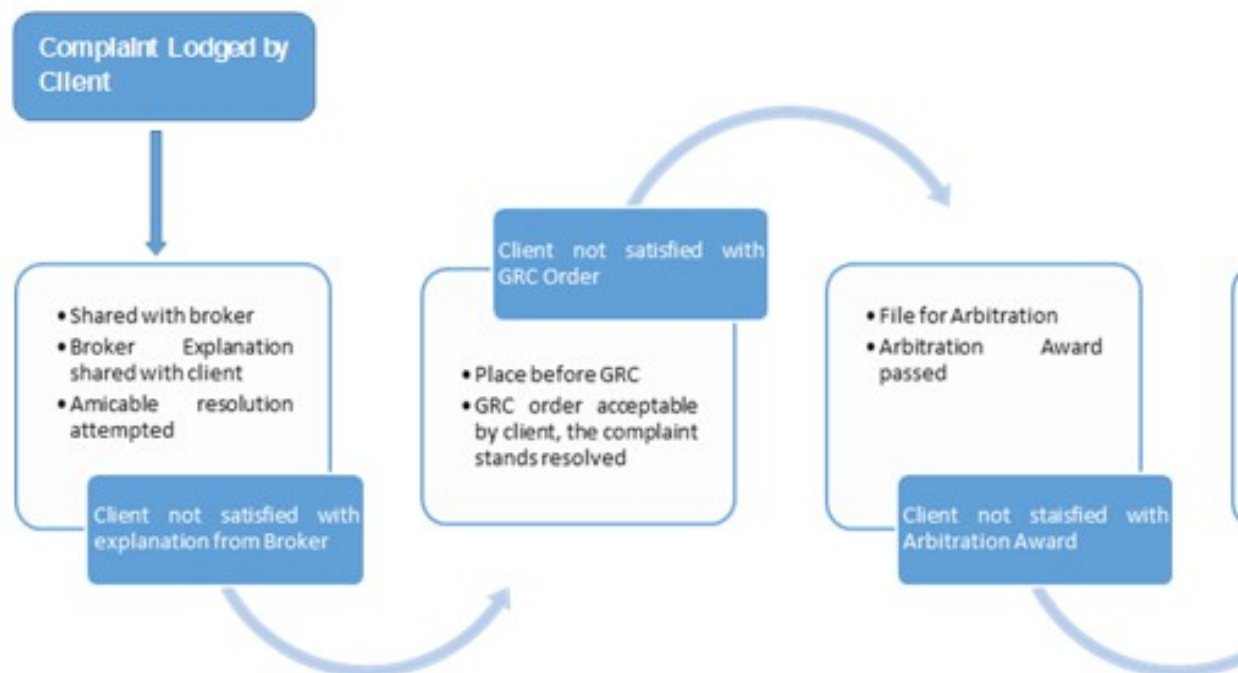 Complaint Lodged by
Client
• Shared with broker
• Broker Explanation
shared with client
• Amicable resolution
attempted
Client not satisfied with
explanation from Broker
Client not satisfied with
GRC Order
• Place before GRC
• GRC order acceptable
by client, the complaint
stands resolved
• File for Arbitration
• Arbitration Award
passed
Client not staisfied with
Arbitration Award